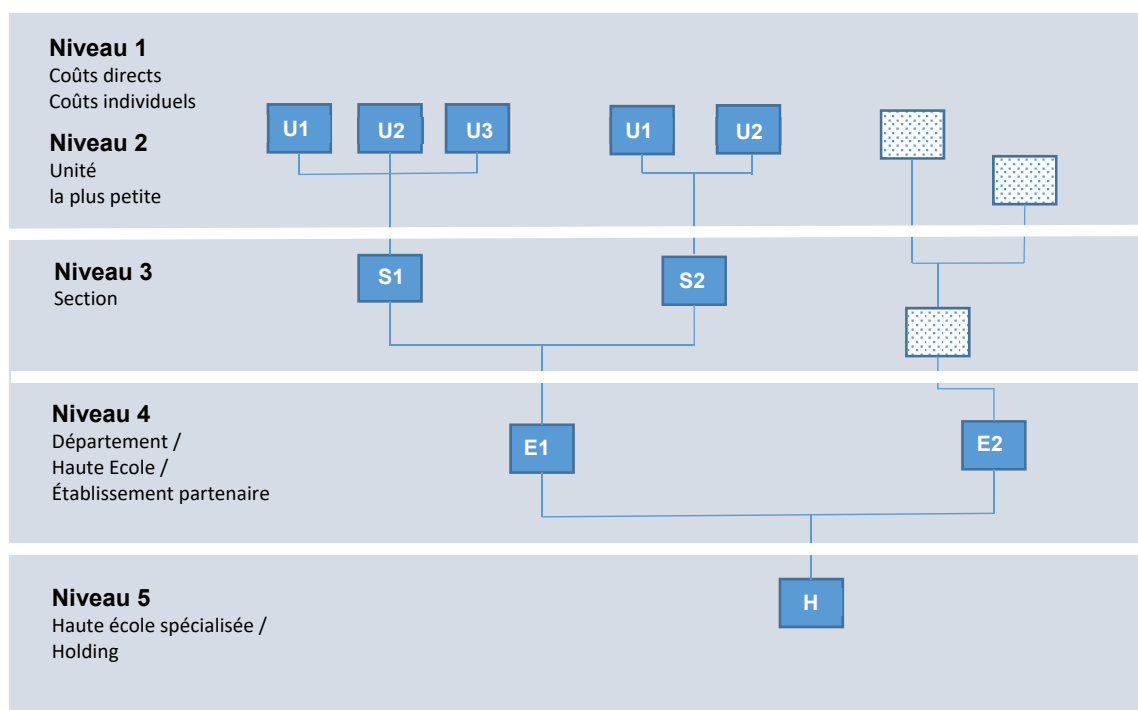 Niveau 1
Coûts directs
Coûts individuels
U1 U2 U3 U1 U2
Niveau 2
Unité
la plus petite
Niveau 3
Section
S1 S2
Niveau 4
Département /
Haute Ecole /
Établissement partenaire
E1 E2
Niveau 5
Haute école spécialisée /
Holding
H